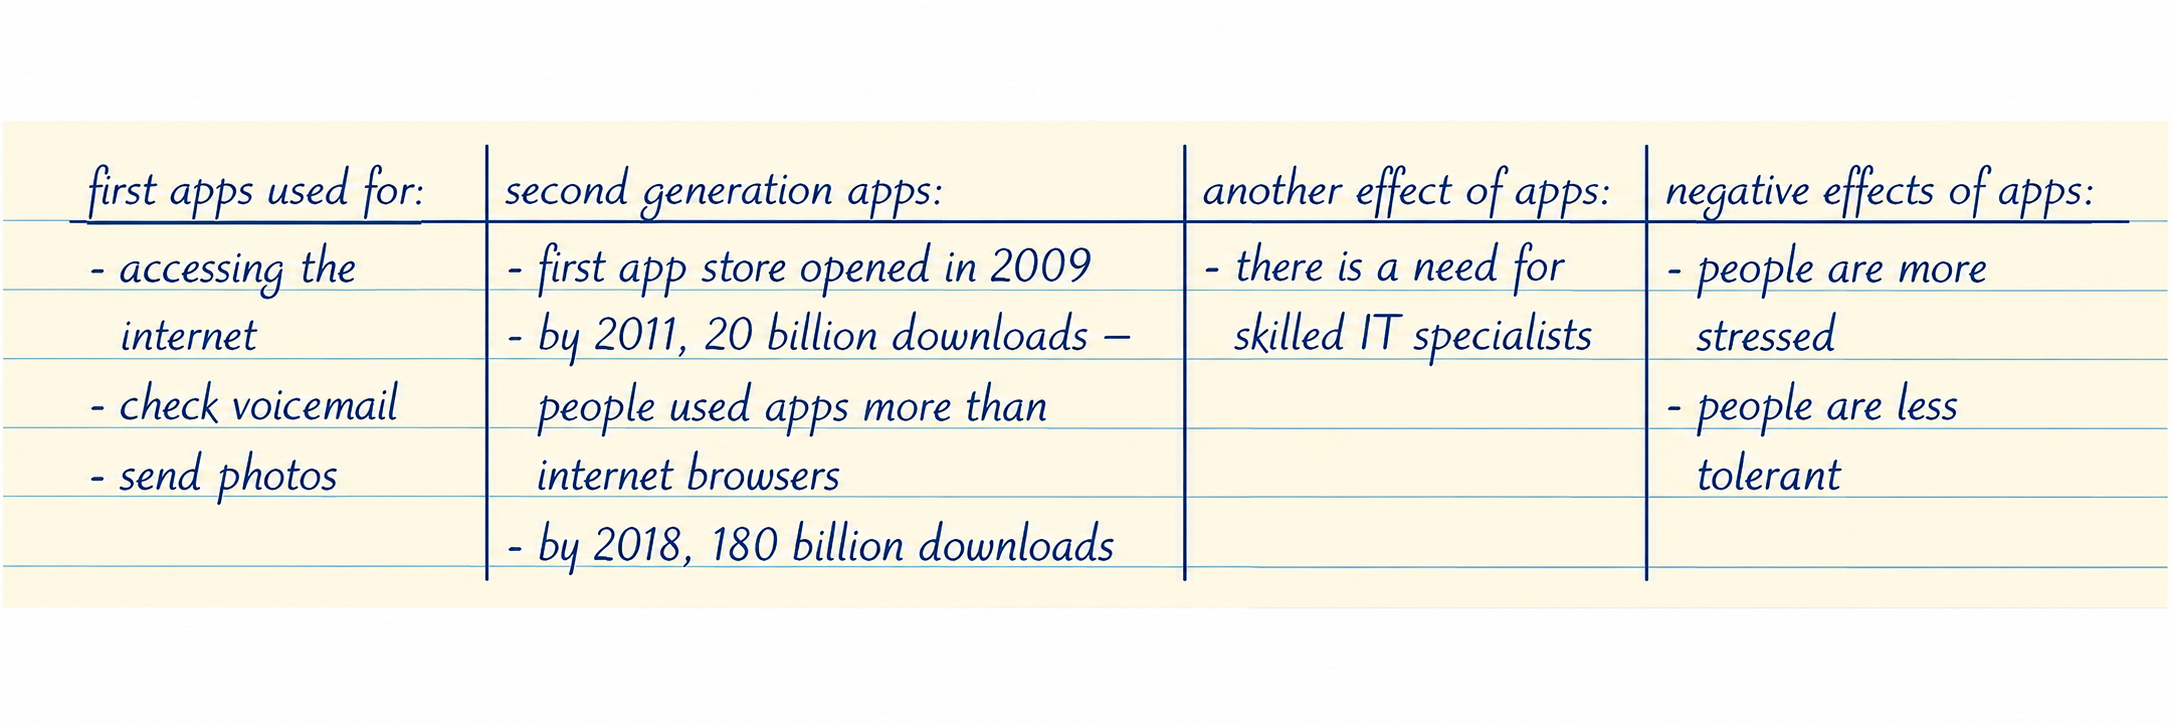 first apps used for:
- accessing the
internet
- check voicemail
- send photos
second generation apps:
- first app store opened in 2009
- by 2011, 20 billion downloads –
people used apps more than
internet browsers
- by 2018, 180 billion downloads
another effect of apps:
- there is a need for
skilled IT specialists
negative effects of apps:
- people are more
stressed
- people are less
tolerant